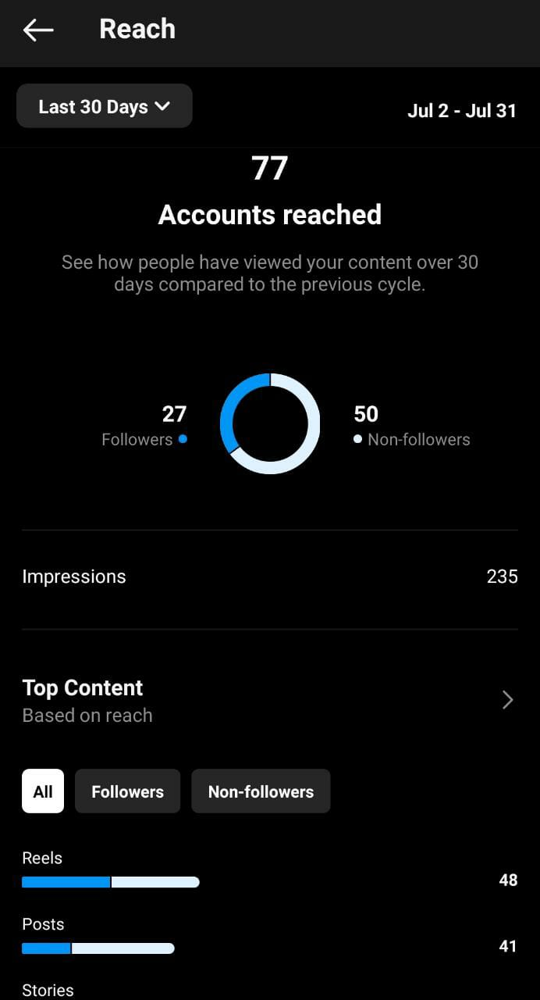 Reach
Last 30 Days
Jul 2 - Jul 31
77
Accounts reached
See how people have viewed your content over 30
days compared to the previous cycle.
27
Followers
50
Non-followers
Impressions
235
Top Content
Based on reach
All
Followers
Non-followers
Reels
48
Posts
41
Stories